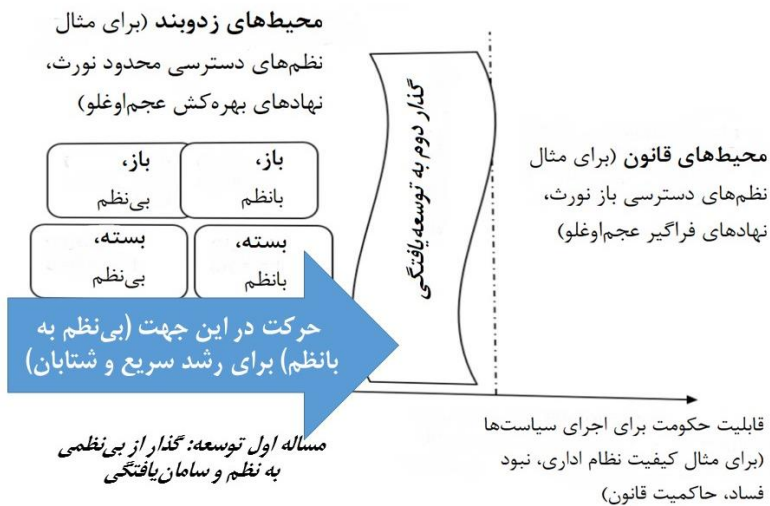 محیط‌های زدوبند (برای مثال
نظم‌های دسترسی محدود نورث،
نهادهای بهره‌کش عجم‌اوغلو)
باز،
بی‌نظم
باز،
بانظم
بسته،
بی‌نظم
بسته،
بانظم
گذار دوم به توسعه‌یافتگی
محیط‌های قانون (برای مثال
نظم‌های دسترسی باز نورث،
نهادهای فراگیر عجم‌اوغلو)
حرکت در این جهت (بی‌نظم به
بانظم) برای رشد سریع و شتابان)
مساله اول توسعه: گذار از بی‌نظمی
به نظم و سامان‌یافتگی
قابلیت حکومت برای اجرای سیاست‌ها
(برای مثال کیفیت نظام اداری، نبود
فساد، حاکمیت قانون)